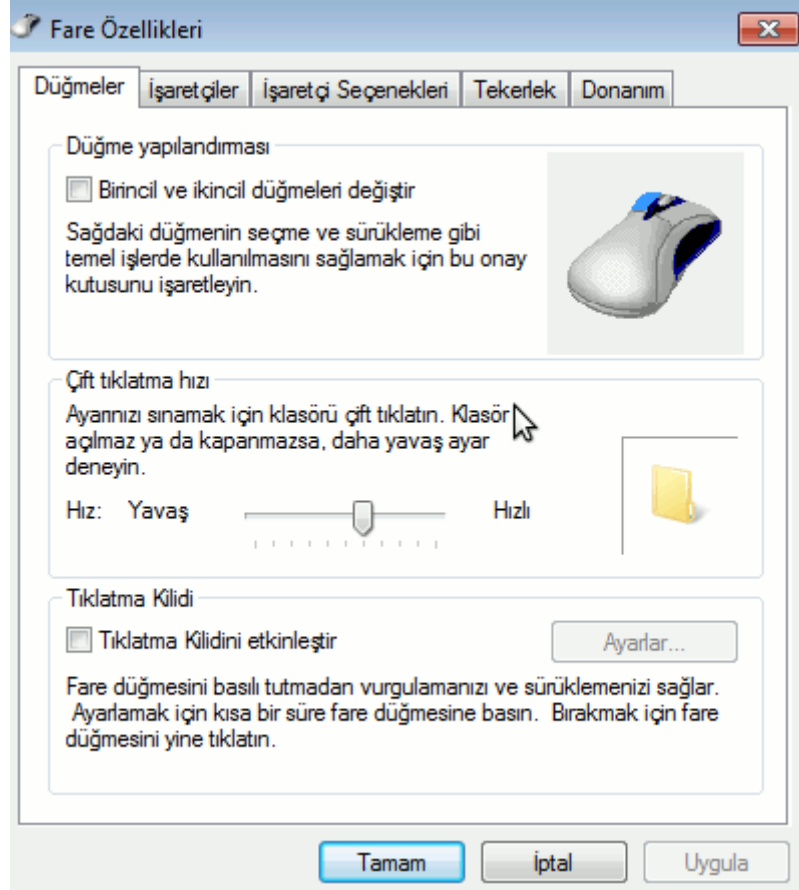 Fare Özellikleri
Düğmeler İşaretçiler İşaretçi Seçenekleri Tekerlek Donanım
Düğme yapılandırması
Birincil ve ikincil düğmeleri değiştir
Sağdaki düğmenin seçme ve sürükleme gibi
temel işlerde kullanılmasını sağlamak için bu onay
kutusunu işaretleyin.
Çift tıklatma hızı
Ayarınızı sınamak için klasörü çift tıklatın. Klasör
açılmaz ya da kapanmazsa, daha yavaş ayar
deneyin.
Hız: Yavaş Hızlı
Tıklatma Kilidi
Tıklatma Kilidini etkinleştir Ayarlar...
Fare düğmesini basılı tutmadan vurgulamanızı ve sürüklemenizi sağlar.
Ayarlamak için kısa bir süre fare düğmesine basın. Bırakmak için fare
düğmesini yine tıklatın.
Tamam İptal Uygula